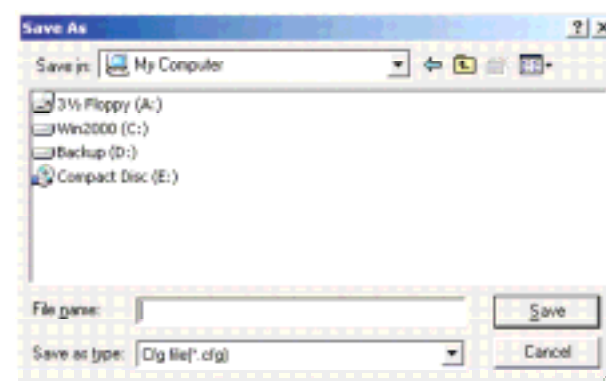 Save As
Save in: My Computer
3½ Floppy (A:)
Win2000 (C:)
Backup (D:)
Compact Disc (E:)
File name:
Save
Save as type: Cfg file(*.cfg)
Cancel